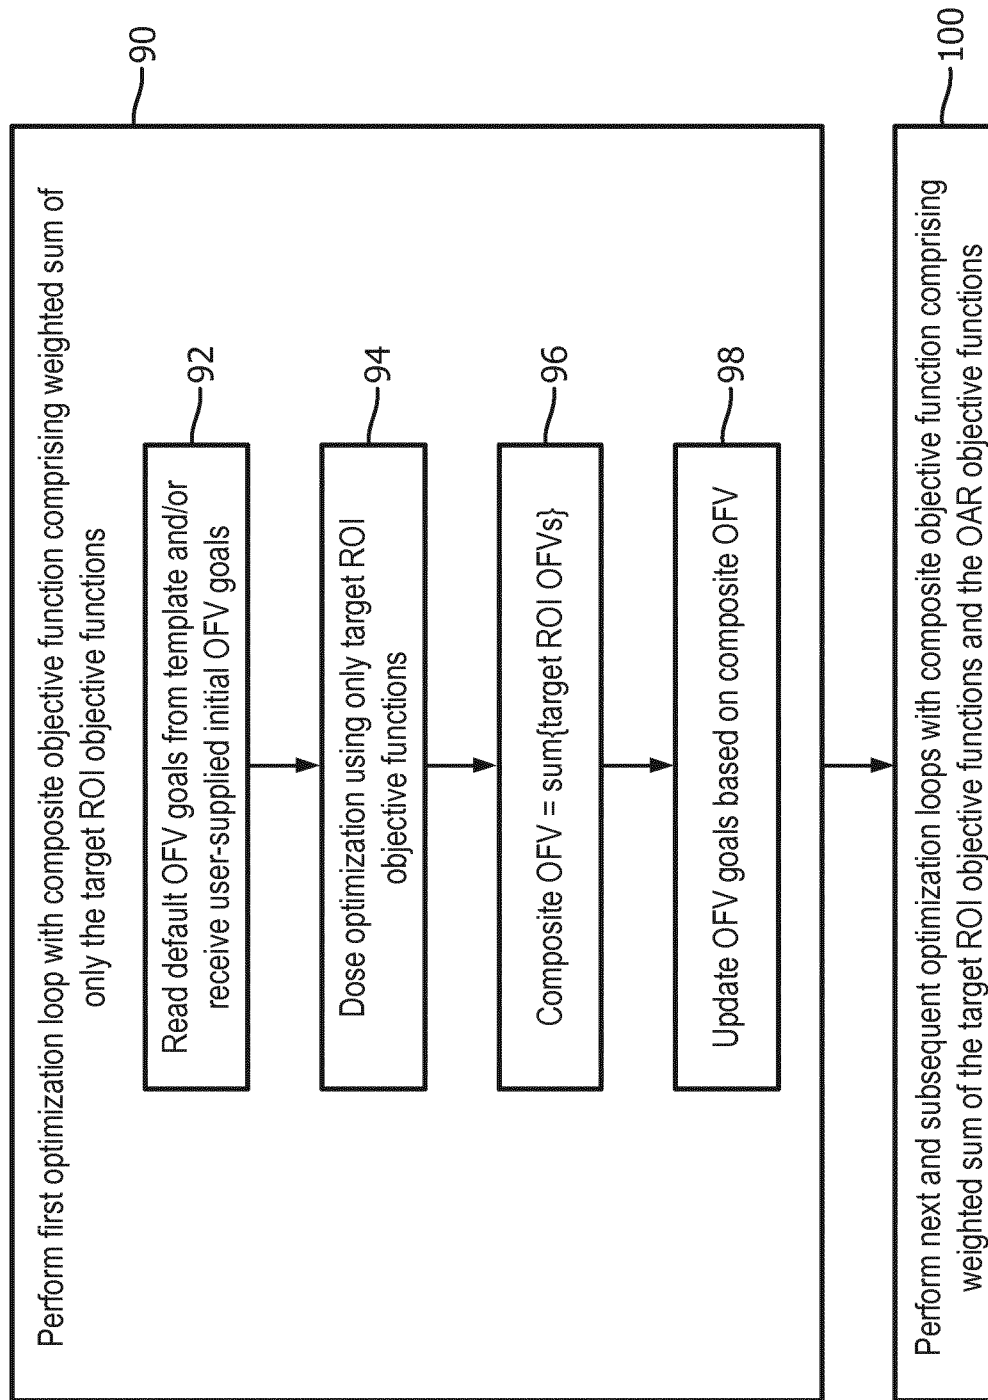 Perform first optimization loop with composite objective function comprising weighted sum of
only the target ROI objective functions
90
Read default OFV goals from template and/or
receive user-supplied initial OFV goals
92
Dose optimization using only target ROI
objective functions
94
Composite OFV = sum{target ROI OFVs}
96
Update OFV goals based on composite OFV
98
Perform next and subsequent optimization loops with composite objective function comprising
weighted sum of the target ROI objective functions and the OAR objective functions
100